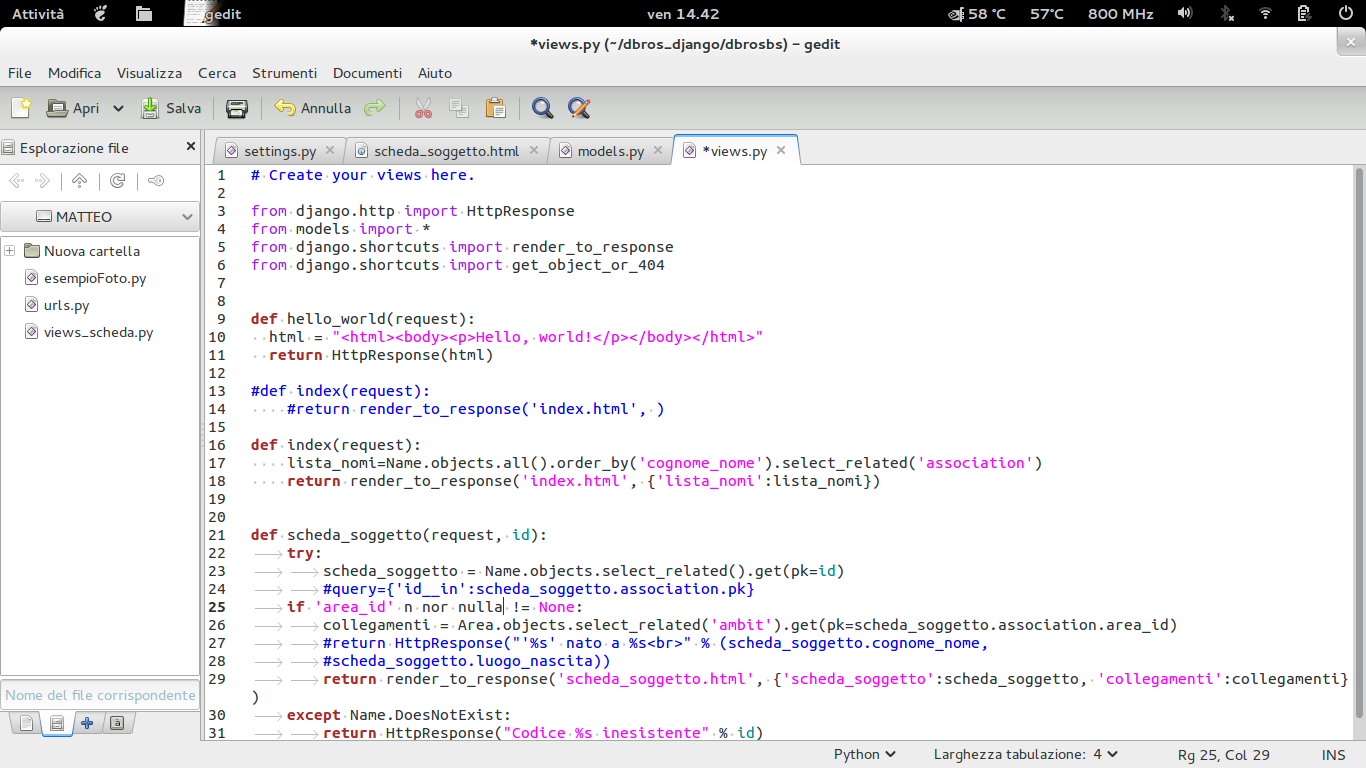 Attività
gedit
ven 14.42
58 °C
57°C
800 MHz
*views.py (~/dbros_django/dbrosbs) – gedit
File Modifica Visualizza Cerca Strumenti Documenti Aiuto
Apri
Salva
Annulla
Esplorazione file
settings.py
scheda_soggetto.html
models.py
*views.py
MATTEO
Nuova cartella
esempioFoto.py
urls.py
views_scheda.py
Nome del file corrispondente
1 # Create your views here.
2
3 from django.http import HttpResponse
4 from models import *
5 from django.shortcuts import render_to_response
6 from django.shortcuts import get_object_or_404
7
8
9 def hello_world(request):
10 html = "<html><body><p>Hello, world!</p></body></html>"
11 return HttpResponse(html)
12
13 #def index(request):
14 #return render_to_response('index.html', )
15
16 def index(request):
17 lista_nomi=Name.objects.all().order_by('cognome_nome').select_related('association')
18 return render_to_response('index.html', {'lista_nomi':lista_nomi})
19
20
21 def scheda_soggetto(request, id):
22 try:
23 scheda_soggetto = Name.objects.select_related().get(pk=id)
24 #query={'id__in':scheda_soggetto.association.pk}
25 if 'area_id' n nor nulla != None:
26 collegamenti = Area.objects.select_related('ambit').get(pk=scheda_soggetto.association.area_id)
27 #return HttpResponse("'%s' nato a %s<br>" % (scheda_soggetto.cognome_nome,
28 #scheda_soggetto.luogo_nascita))
29 return render_to_response('scheda_soggetto.html', {'scheda_soggetto':scheda_soggetto, 'collegamenti':collegamenti}
)
30 except Name.DoesNotExist:
31 return HttpResponse("Codice %s inesistente" % id)
Python
Larghezza tabulazione: 4
Rg 25, Col 29
INS